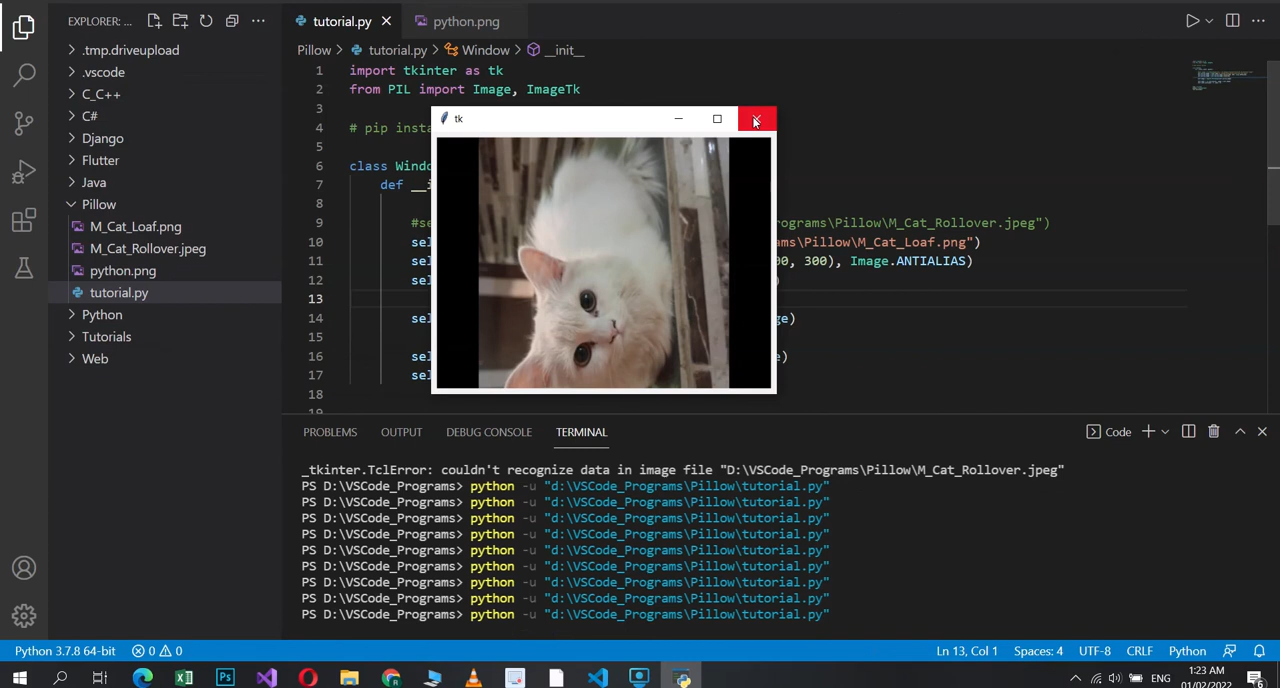 EXPLORER: ...
tutorial.py
python.png
.tmp.driveupload
.vscode
C_C++
C#
Django
Flutter
Java
Pillow
M_Cat_Loaf.png
M_Cat_Rollover.jpeg
python.png
tutorial.py
Python
Tutorials
Web
Pillow > tutorial.py > Window > __init__
1 import tkinter as tk
2 from PIL import Image, ImageTk
3
4 # pip insta
5
6 class Windo
7 def __i
8
9 #se ograms\Pillow\M_Cat_Rollover.jpeg")
10 sel ms\Pillow\M_Cat_Loaf.png")
11 sel 00, 300), Image.ANTIALIAS)
12 sel )
13
14 sel ge)
15
16 sel e)
17 sel
18
19
tk
PROBLEMS OUTPUT DEBUG CONSOLE TERMINAL
Code
_tkinter.TclError: couldn't recognize data in image file "D:\VSCode_Programs\Pillow\M_Cat_Rollover.jpeg"
PS D:\VSCode_Programs> python -u "d:\VSCode_Programs\Pillow\tutorial.py"
PS D:\VSCode_Programs> python -u "d:\VSCode_Programs\Pillow\tutorial.py"
PS D:\VSCode_Programs> python -u "d:\VSCode_Programs\Pillow\tutorial.py"
PS D:\VSCode_Programs> python -u "d:\VSCode_Programs\Pillow\tutorial.py"
PS D:\VSCode_Programs> python -u "d:\VSCode_Programs\Pillow\tutorial.py"
PS D:\VSCode_Programs> python -u "d:\VSCode_Programs\Pillow\tutorial.py"
PS D:\VSCode_Programs> python -u "d:\VSCode_Programs\Pillow\tutorial.py"
PS D:\VSCode_Programs> python -u "d:\VSCode_Programs\Pillow\tutorial.py"
PS D:\VSCode_Programs> python -u "d:\VSCode_Programs\Pillow\tutorial.py"
Python 3.7.8 64-bit 0 0 Ln 13, Col 1 Spaces: 4 UTF-8 CRLF Python
Ps
ENG
1:23 AM
01/02/2022
6